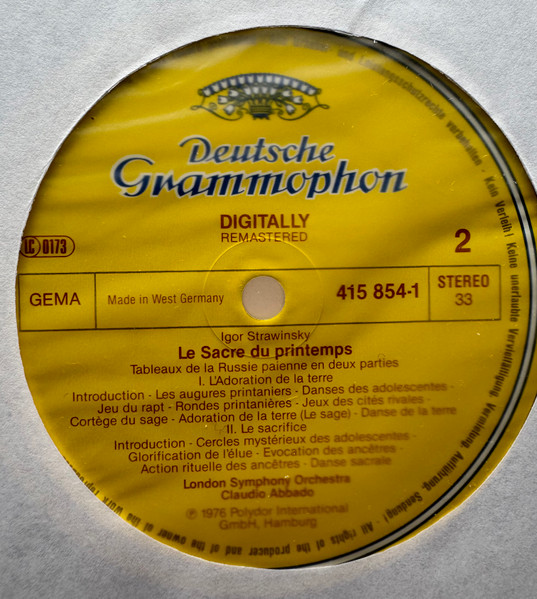 Deutsche
Grammophon
DIGITALLY
REMASTERED
2
LC 0173
GEMA
Made in West Germany
415 854-1
STEREO
33
Igor Strawinsky
Le Sacre du printemps
Tableaux de la Russie païenne en deux parties
I. L'Adoration de la terre
Introduction - Les augures printaniers - Danses des adolescentes -
Jeu du rapt - Rondes printanières - Jeux des cités rivales -
Cortège du sage - Adoration de la terre (Le sage) - Danse de la terre
II. Le sacrifice
Introduction - Cercles mystérieux des adolescentes -
Glorification de l'élue - Evocation des ancêtres -
Action rituelle des ancêtres - Danse sacrale
London Symphony Orchestra
Claudio Abbado
℗ 1976 Polydor International
GmbH, Hamburg
und Leistungsschutzrechte vorbehalten · Kein Verleih! Keine unerlaubte Vervielfältigung, Vermietung, Aufführung, Sendung! All rights of the producer and of the owner of the work